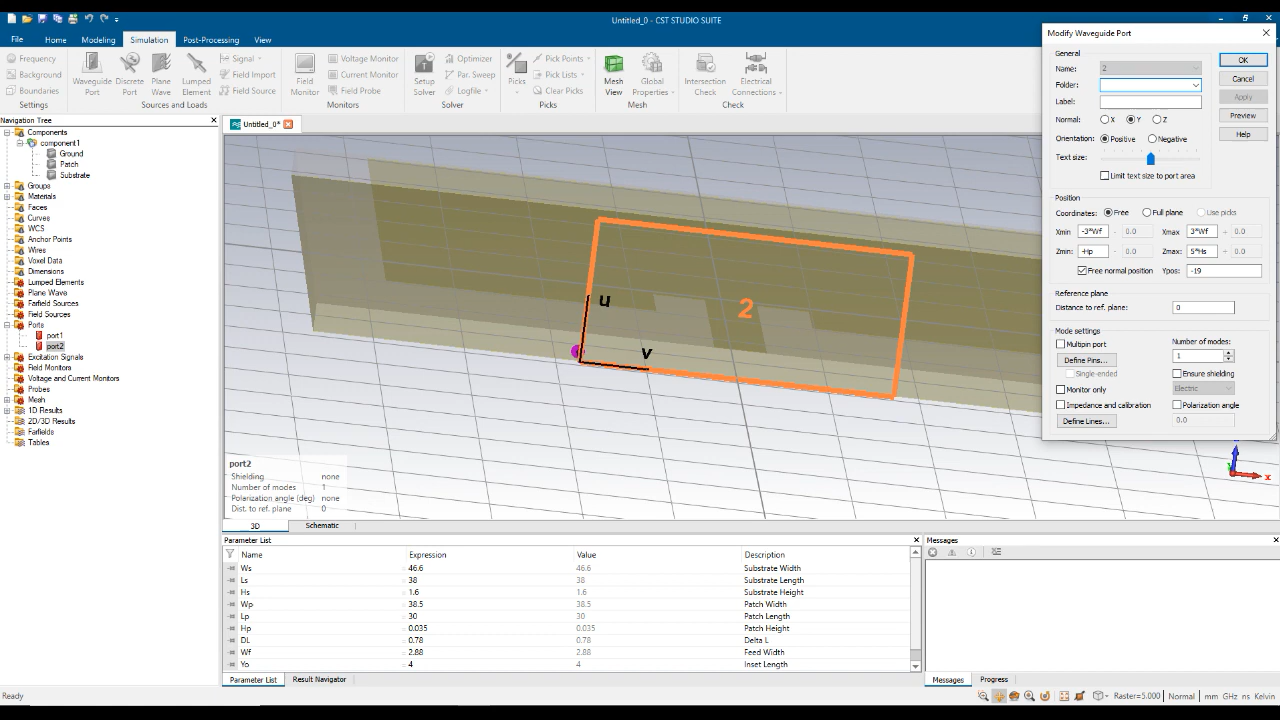 Untitled_0 - CST STUDIO SUITE
File Home Modeling Simulation Post-Processing View
Frequency
Background
Boundaries
Settings
Waveguide Port
Discrete Port
Plane Wave
Lumped Element
Signal
Field Import
Field Source
Sources and Loads
Field Monitor
Voltage Monitor
Current Monitor
Field Source
Monitors
Setup Solver
Optimizer
Par. Sweep
Logfile
Solver
Picks
Pick Points
Pick Lists
Clear Picks
Picks
Mesh View
Global Properties
Mesh
Intersection Check
Electrical Connections
Check
Navigation Tree
Components
component1
Ground
Patch
Substrate
Groups
Materials
Faces
Curves
WCS
Anchor Points
Wires
Voxel Data
Dimensions
Lumped Elements
Plane Wave
Farfield Sources
Field Sources
Ports
port1
port2
Excitation Signals
Field Monitors
Voltage and Current Monitors
Probes
Mesh
1D Results
2D/3D Results
Farfields
Tables
Untitled_0*
u
v
2
port2
Shielding none
Number of modes 1
Polarization angle (deg) none
Dist. to ref. plane 0
x
3D Schematic
Modify Waveguide Port
General
Name: 2
Folder:
Label:
Normal: X Y Z
Orientation: Positive Negative
Text size:
Limit text size to port area
OK
Cancel
Apply
Preview
Help
Position
Coordinates: Free Full plane Use picks
Xmin -3*Wf - 0.0 Xmax 3*Wf + 0.0
Zmin: -Hp - 0.0 Zmax: 5*Hs + 0.0
Free normal position Ypos: -19
Reference plane
Distance to ref. plane: 0
Mode settings
Multipin port Number of modes:
Define Pins... 1
Single-ended Ensure shielding
Monitor only Electric
Impedance and calibration Polarization angle
Define Lines... 0.0
Parameter List
Name Expression Value Description
Ws = 46.6 46.6 Substrate Width
Ls = 38 38 Substrate Length
Hs = 1.6 1.6 Substrate Height
Wp = 38.5 38.5 Patch Width
Lp = 30 30 Patch Length
Hp = 0.035 0.035 Patch Height
DL = 0.78 0.78 Delta L
Wf = 2.88 2.88 Feed Width
Yo = 4 4 Inset Length
Parameter List Result Navigator
Messages
Messages Progress
Ready
Raster=5.000 Normal mm GHz ns Kelvin